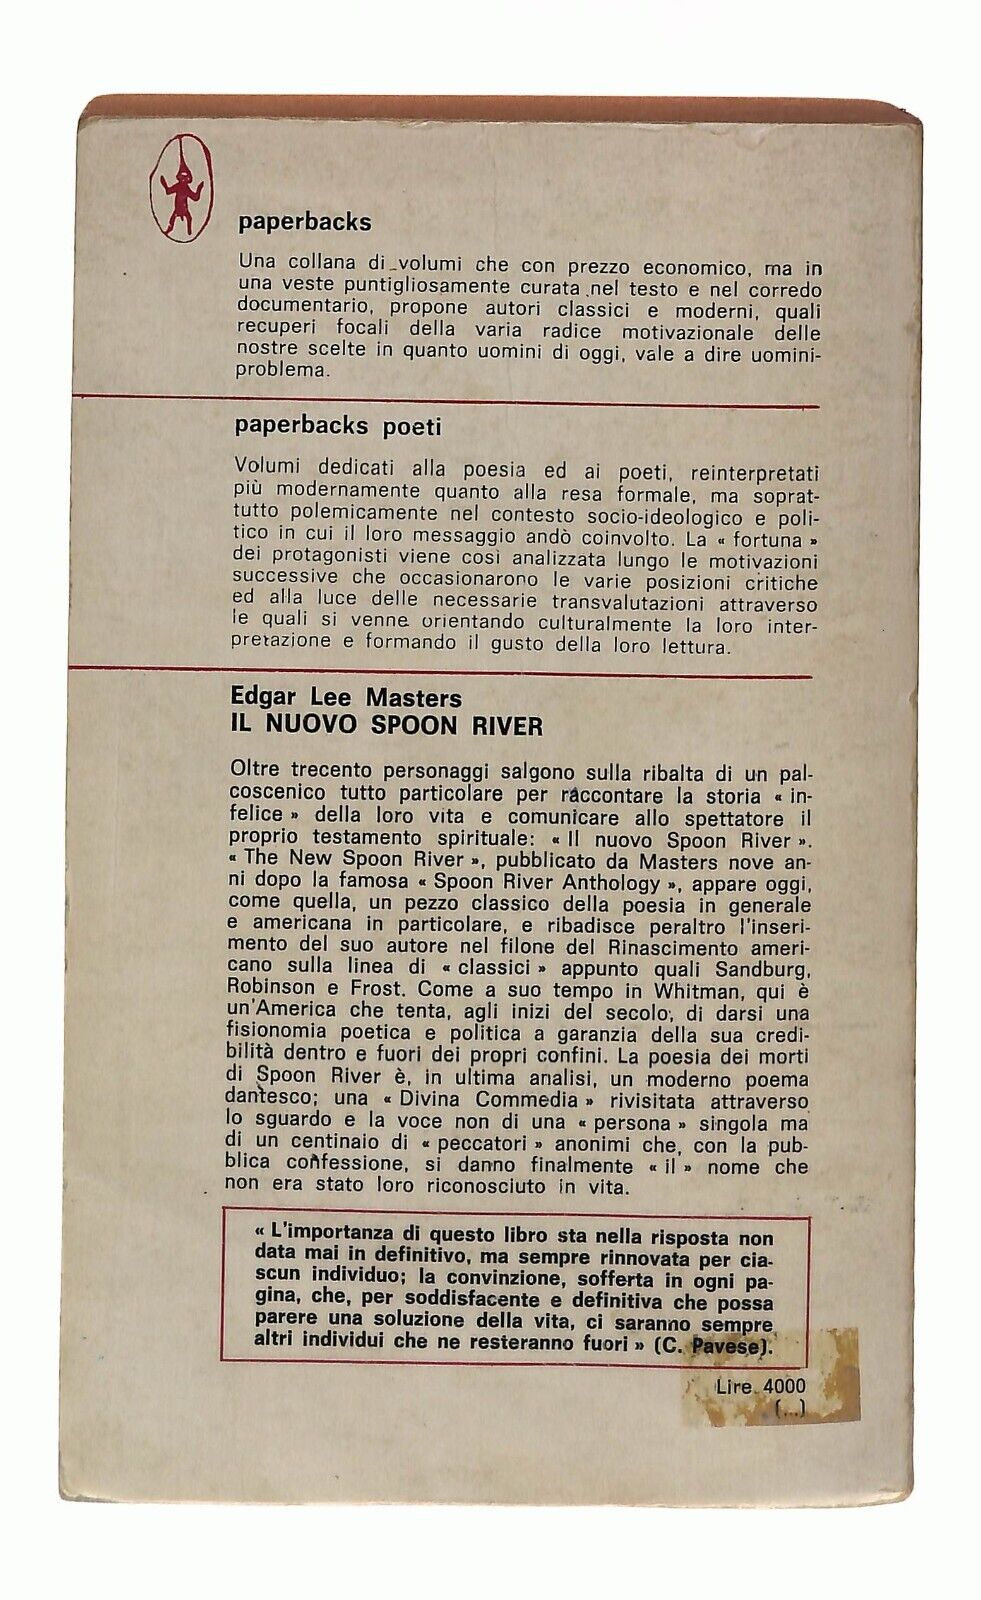 paperbacks
Una collana di volumi che con prezzo economico, ma in
una veste puntigliosamente curata nel testo e nel corredo
documentario, propone autori classici e moderni, quali
recuperi focali della varia radice motivazionale delle
nostre scelte in quanto uomini di oggi, vale a dire uomini-
problema.
paperbacks poeti
Volumi dedicati alla poesia ed ai poeti, reinterpretati
più modernamente quanto alla resa formale, ma soprat-
tutto polemicamente nel contesto socio-ideologico e poli-
tico in cui il loro messaggio andò coinvolto. La « fortuna »
dei protagonisti viene così analizzata lungo le motivazioni
successive che occasionarono le varie posizioni critiche
ed alla luce delle necessarie transvalutazioni attraverso
le quali si venne orientando culturalmente la loro inter-
pretazione e formando il gusto della loro lettura.
Edgar Lee Masters
IL NUOVO SPOON RIVER
Oltre trecento personaggi salgono sulla ribalta di un pal-
coscenico tutto particolare per raccontare la storia « in-
felice » della loro vita e comunicare allo spettatore il
proprio testamento spirituale: « Il nuovo Spoon River ».
« The New Spoon River », pubblicato da Masters nove an-
ni dopo la famosa « Spoon River Anthology », appare oggi,
come quella, un pezzo classico della poesia in generale
e americana in particolare, e ribadisce peraltro l'inseri-
mento del suo autore nel filone del Rinascimento ameri-
cano sulla linea di « classici » appunto quali Sandburg,
Robinson e Frost. Come a suo tempo in Whitman, qui è
un'America che tenta, agli inizi del secolo, di darsi una
fisionomia poetica e politica a garanzia della sua credi-
bilità dentro e fuori dei propri confini. La poesia dei morti
di Spoon River è, in ultima analisi, un moderno poema
dantesco; una « Divina Commedia » rivisitata attraverso
lo sguardo e la voce non di una « persona » singola ma
di un centinaio di « peccatori » anonimi che, con la pub-
blica confessione, si danno finalmente « il » nome che
non era stato loro riconosciuto in vita.
« L'importanza di questo libro sta nella risposta non
data mai in definitivo, ma sempre rinnovata per cia-
scun individuo; la convinzione, sofferta in ogni pa-
gina, che, per soddisfacente e definitiva che possa
parere una soluzione della vita, ci saranno sempre
altri individui che ne resteranno fuori » (C. Pavese).
Lire 4000
(...)